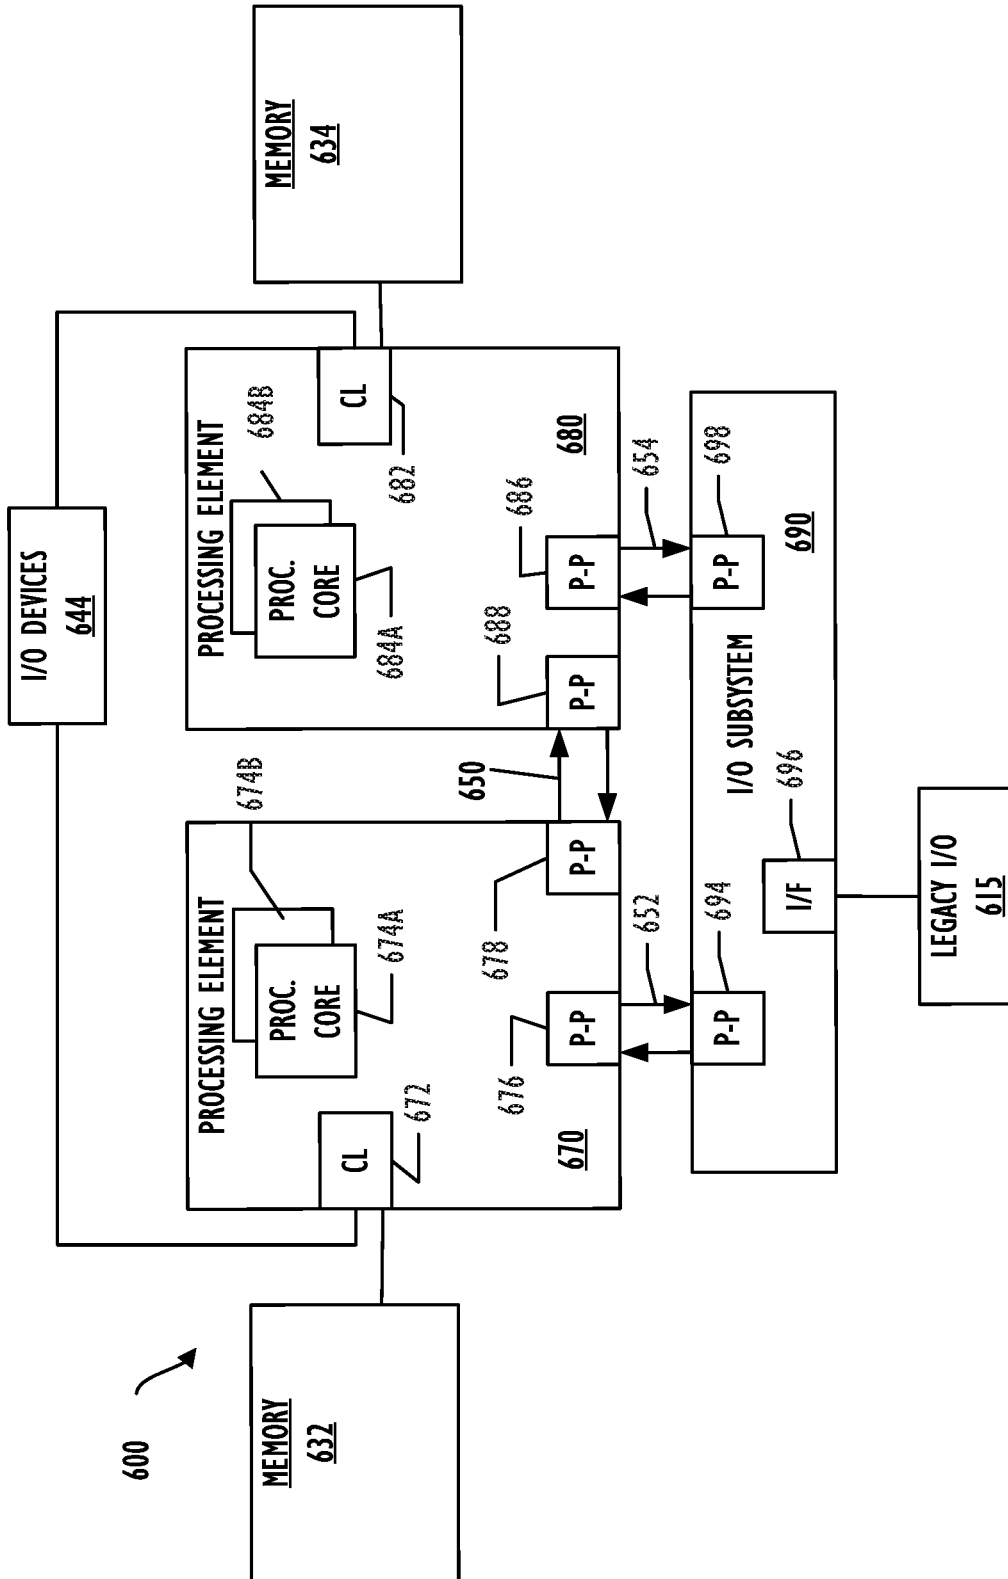 600
MEMORY
632
I/O DEVICES
644
MEMORY
634
PROCESSING ELEMENT
674B
PROC.
CORE
674A
CL
672
678
P-P
676
P-P
670
650
PROCESSING ELEMENT
684B
PROC.
CORE
684A
CL
682
688
P-P
686
P-P
680
652
654
694
P-P
698
P-P
I/O SUBSYSTEM
690
696
I/F
LEGACY I/O
615